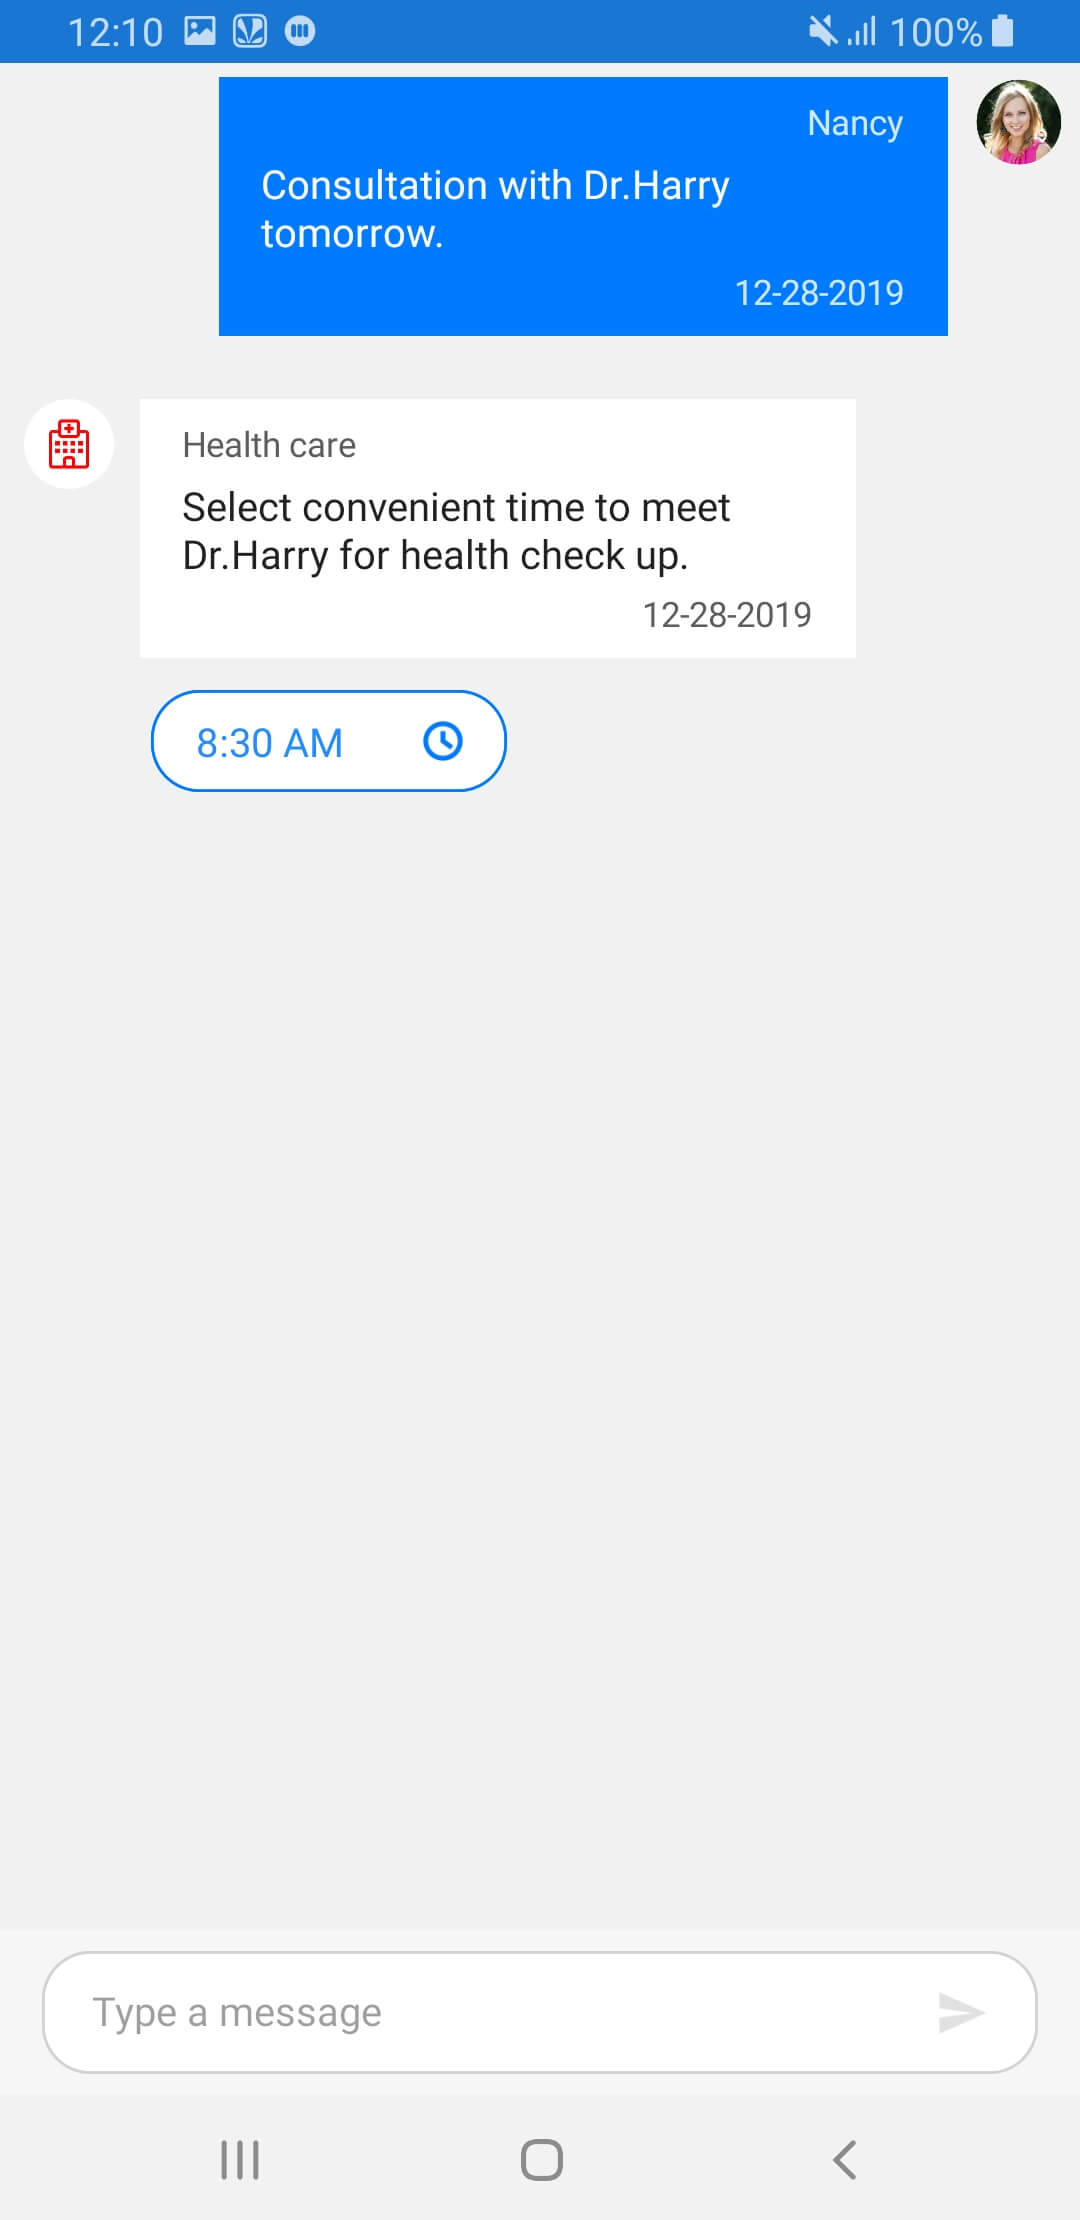 12:10
100%
Nancy
Consultation with Dr.Harry
tomorrow.
12-28-2019
Health care
Select convenient time to meet
Dr.Harry for health check up.
12-28-2019
8:30 AM
Type a message